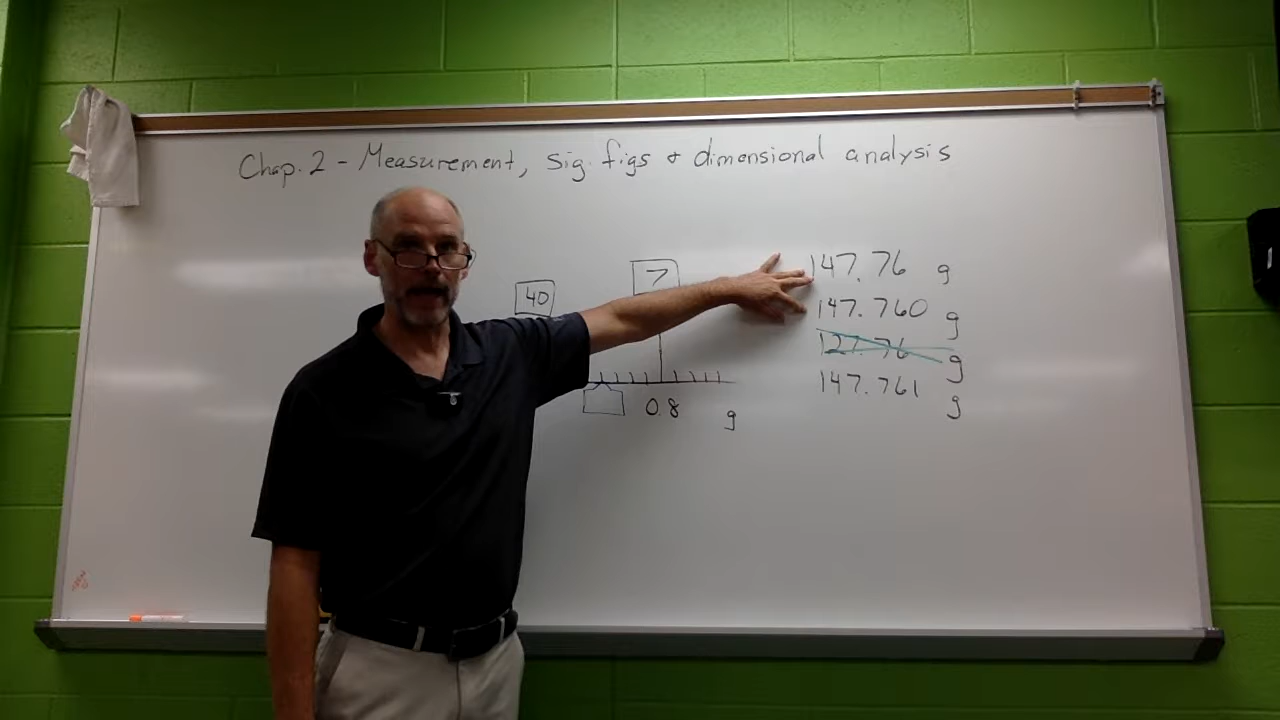 Chap. 2 - Measurement, sig. figs & dimensional analysis
40
7
0.8 g
147.76 g
147.760 g
127.76 g
147.761 g